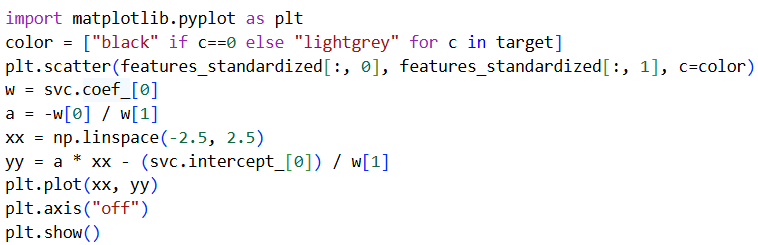 import matplotlib.pyplot as plt
color = ["black" if c==0 else "lightgrey" for c in target]
plt.scatter(features_standardized[:, 0], features_standardized[:, 1], c=color)
w = svc.coef_[0]
a = -w[0] / w[1]
xx = np.linspace(-2.5, 2.5)
yy = a * xx - (svc.intercept_[0]) / w[1]
plt.plot(xx, yy)
plt.axis("off")
plt.show()